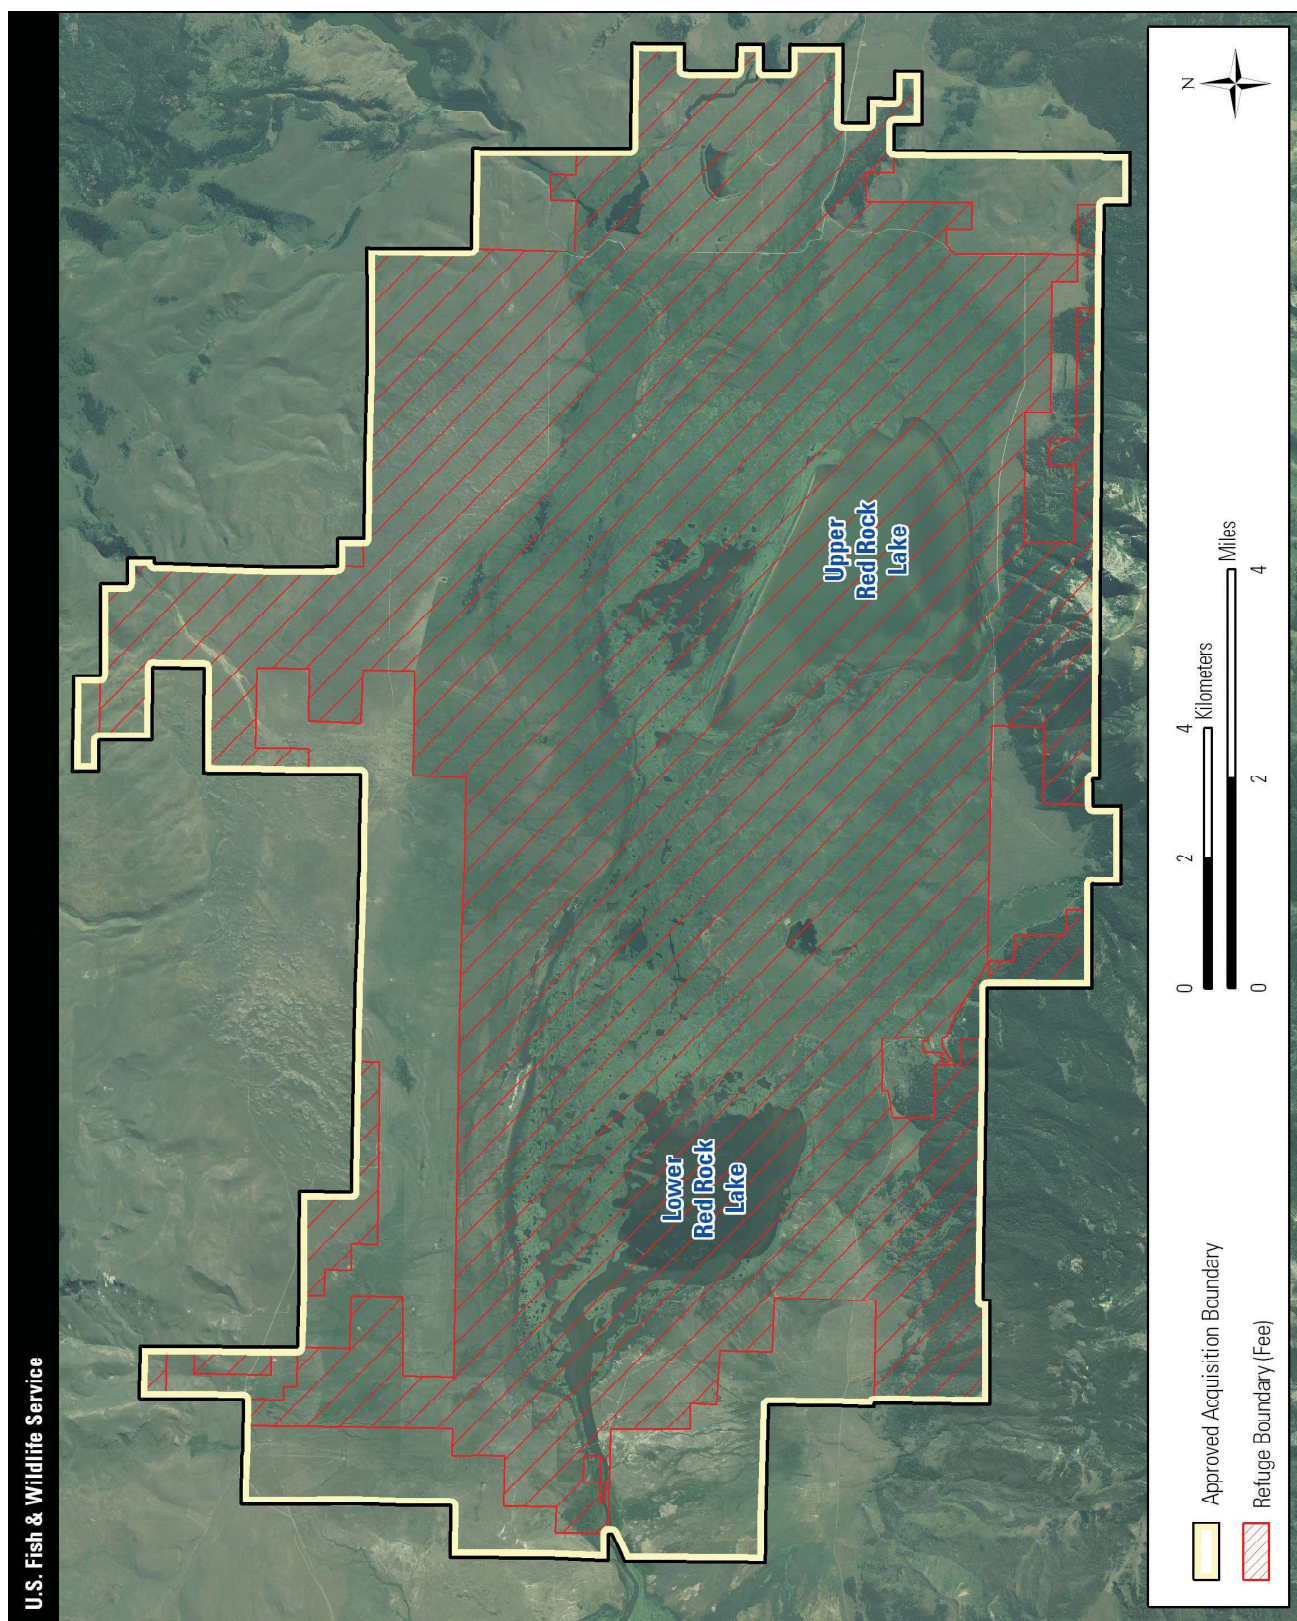 U.S. Fish & Wildlife Service
Lower
Red Rock
Lake
Upper
Red Rock
Lake
Approved Acquisition Boundary
Refuge Boundary (Fee)
0 2 4
Kilometers
Miles
0 2 4
N